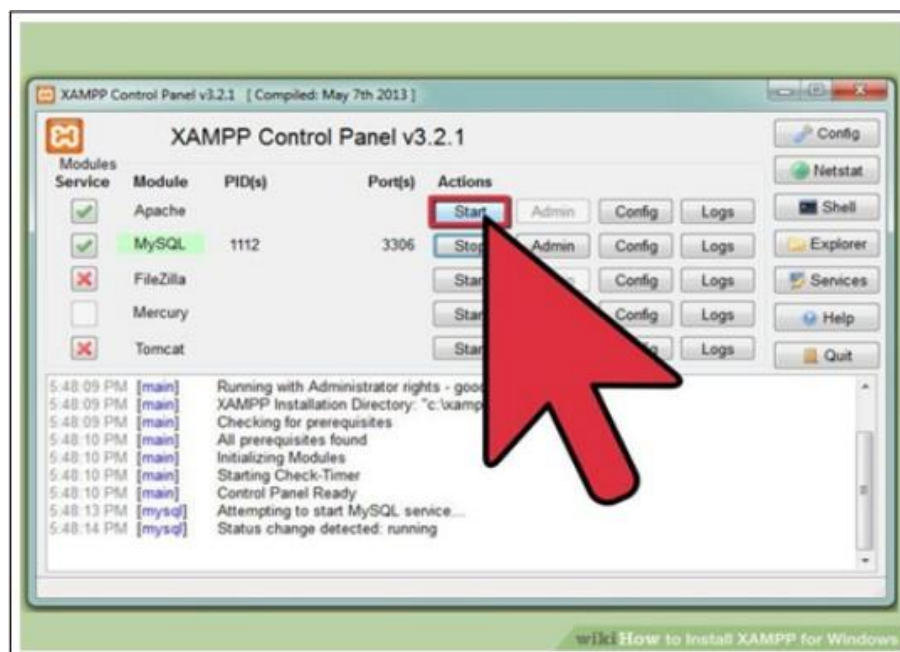 XAMPP Control Panel v3.2.1 [ Compiled: May 7th 2013 ]
XAMPP Control Panel v3.2.1
Config
Modules
Service Module PID(s) Port(s) Actions
Netstat
Apache Start Admin Config Logs Shell
MySQL 1112 3306 Stop Admin Config Logs Explorer
FileZilla Config Logs Services
Mercury Config Logs Help
Tomcat Logs Quit
5:48:09 PM [main] Running with Administrator rights
5:48:09 PM [main] XAMPP Installation Directory:
5:48:09 PM [main] Checking for prerequisites
5:48:10 PM [main] All prerequisites found
5:48:10 PM [main] Initializing Modules
5:48:10 PM [main] Starting Check-Timer
5:48:10 PM [main] Control Panel Ready
5:48:13 PM [mysql] Attempting to start MySQL service...
5:48:14 PM [mysql] Status change detected: running
wikiHow to Install XAMPP for Windows